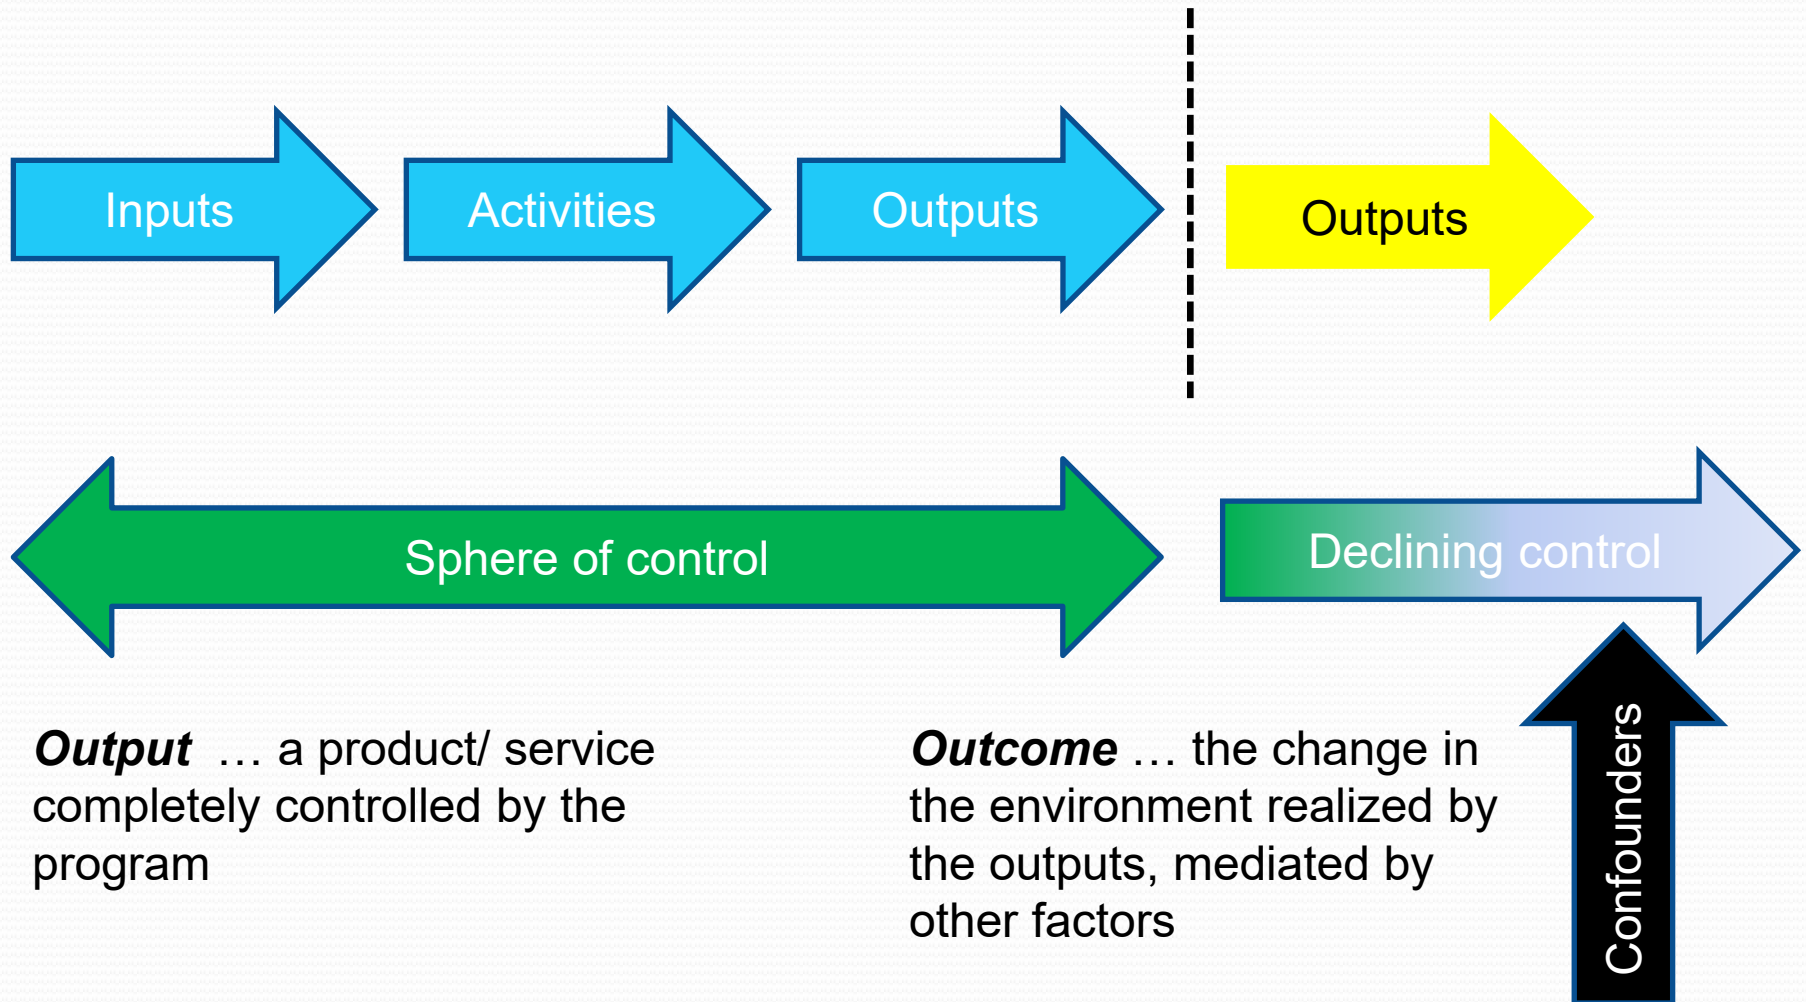 Inputs
Activities
Outputs
Outputs
Sphere of control
Declining control
Output … a product/ service
completely controlled by the
program
Outcome … the change in
the environment realized by
the outputs, mediated by
other factors
Confounders